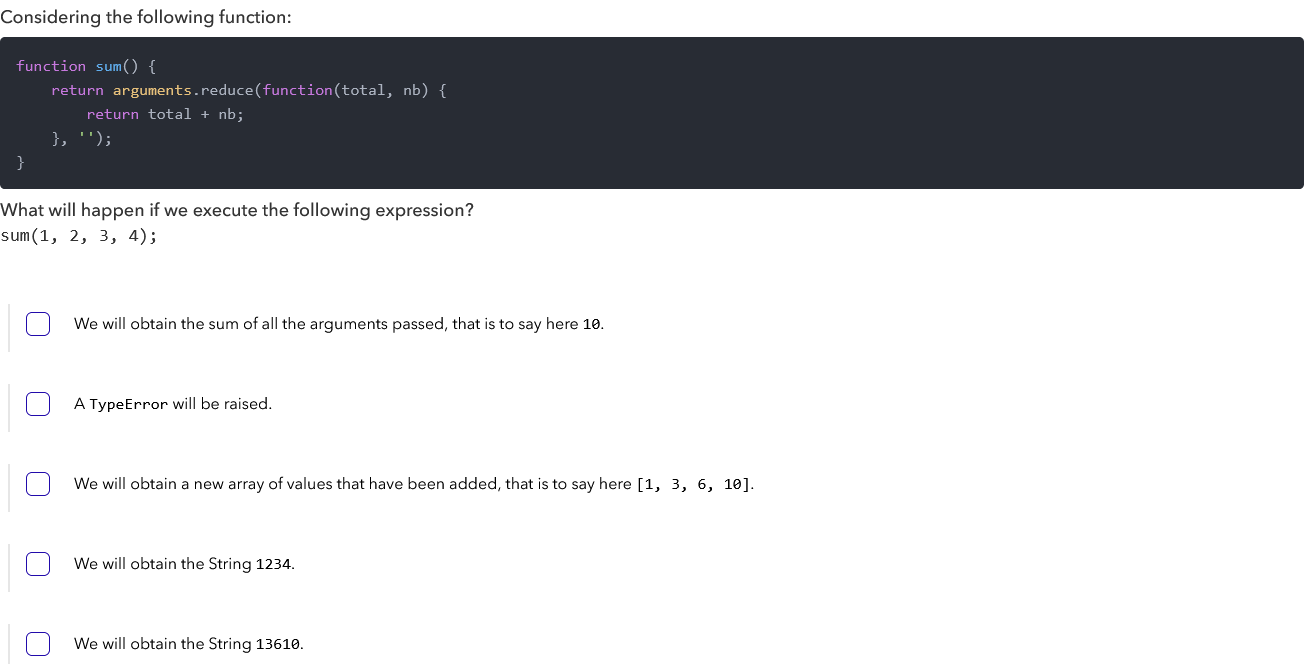 Considering the following function:
function sum() {
    return arguments.reduce(function(total, nb) {
        return total + nb;
    }, '');
}
What will happen if we execute the following expression?
sum(1, 2, 3, 4);
We will obtain the sum of all the arguments passed, that is to say here 10.
A TypeError will be raised.
We will obtain a new array of values that have been added, that is to say here [1, 3, 6, 10].
We will obtain the String 1234.
We will obtain the String 13610.